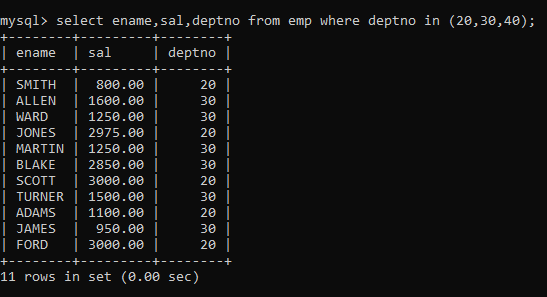 mysql> select ename,sal,deptno from emp where deptno in (20,30,40);
+--------+---------+--------+
| ename  | sal     | deptno |
+--------+---------+--------+
| SMITH  |  800.00 |     20 |
| ALLEN  | 1600.00 |     30 |
| WARD   | 1250.00 |     30 |
| JONES  | 2975.00 |     20 |
| MARTIN | 1250.00 |     30 |
| BLAKE  | 2850.00 |     30 |
| SCOTT  | 3000.00 |     20 |
| TURNER | 1500.00 |     30 |
| ADAMS  | 1100.00 |     20 |
| JAMES  |  950.00 |     30 |
| FORD   | 3000.00 |     20 |
+--------+---------+--------+
11 rows in set (0.00 sec)